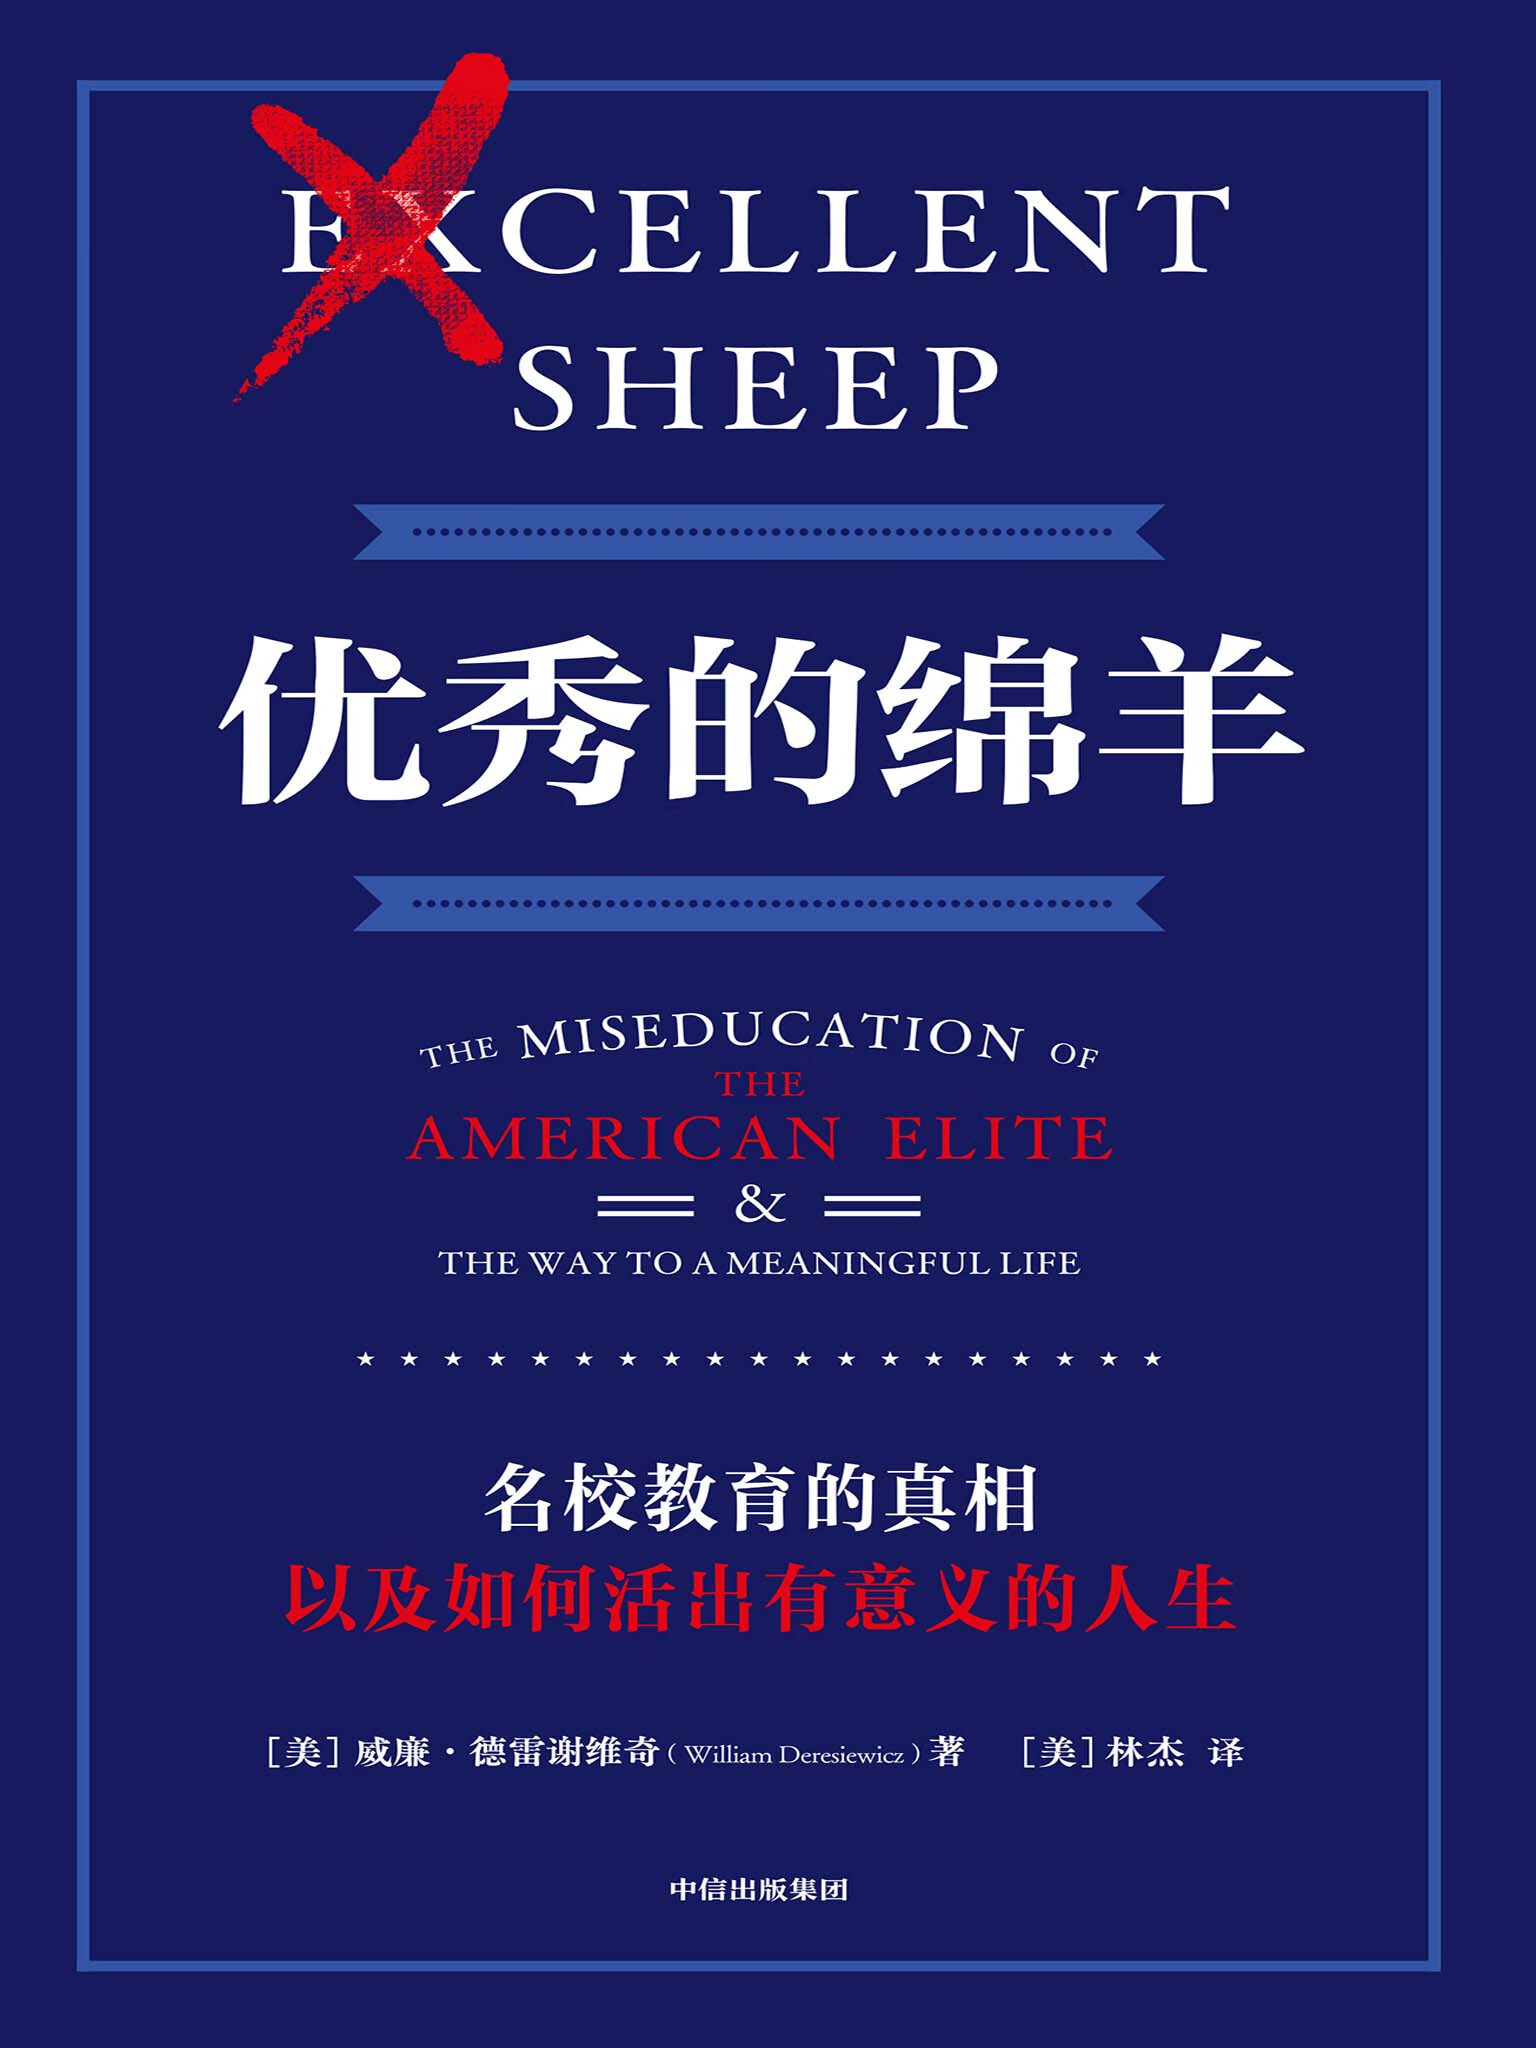 EXCELLENT
SHEEP
优秀的绵羊
THE MISEDUCATION OF
THE
AMERICAN ELITE
&
THE WAY TO A MEANINGFUL LIFE
名校教育的真相
以及如何活出有意义的人生
[美] 威廉·德雷谢维奇 (William Deresiewicz) 著 [美] 林杰 译
中信出版集团